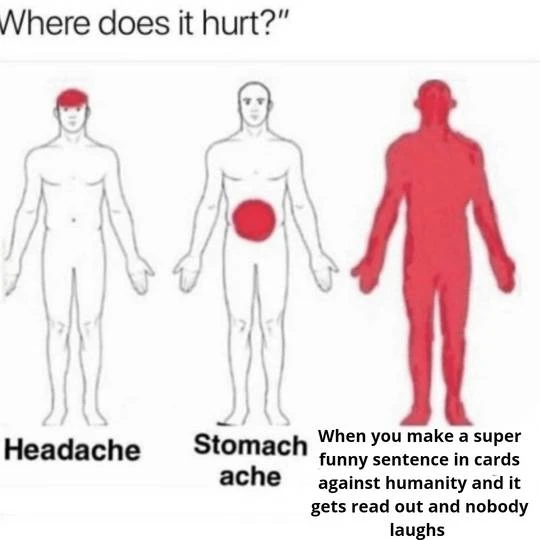 Where does it hurt?"
Headache
Stomach
ache
When you make a super
funny sentence in cards
against humanity and it
gets read out and nobody
laughs